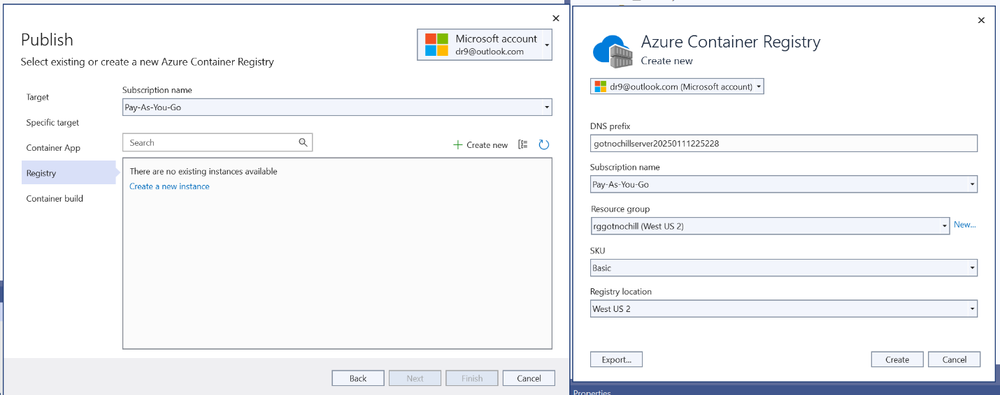 Publish
Select existing or create a new Azure Container Registry
Microsoft account
dr9@outlook.com
Target
Specific target
Container App
Registry
Container build
Subscription name
Pay-As-You-Go
Search
Create new
There are no existing instances available
Create a new instance
Back
Next
Finish
Cancel
Azure Container Registry
Create new
dr9@outlook.com (Microsoft account)
DNS prefix
gotnochillserver20250111225228
Subscription name
Pay-As-You-Go
Resource group
rggotnochill (West US 2)
New...
SKU
Basic
Registry location
West US 2
Export...
Create
Cancel
Properties